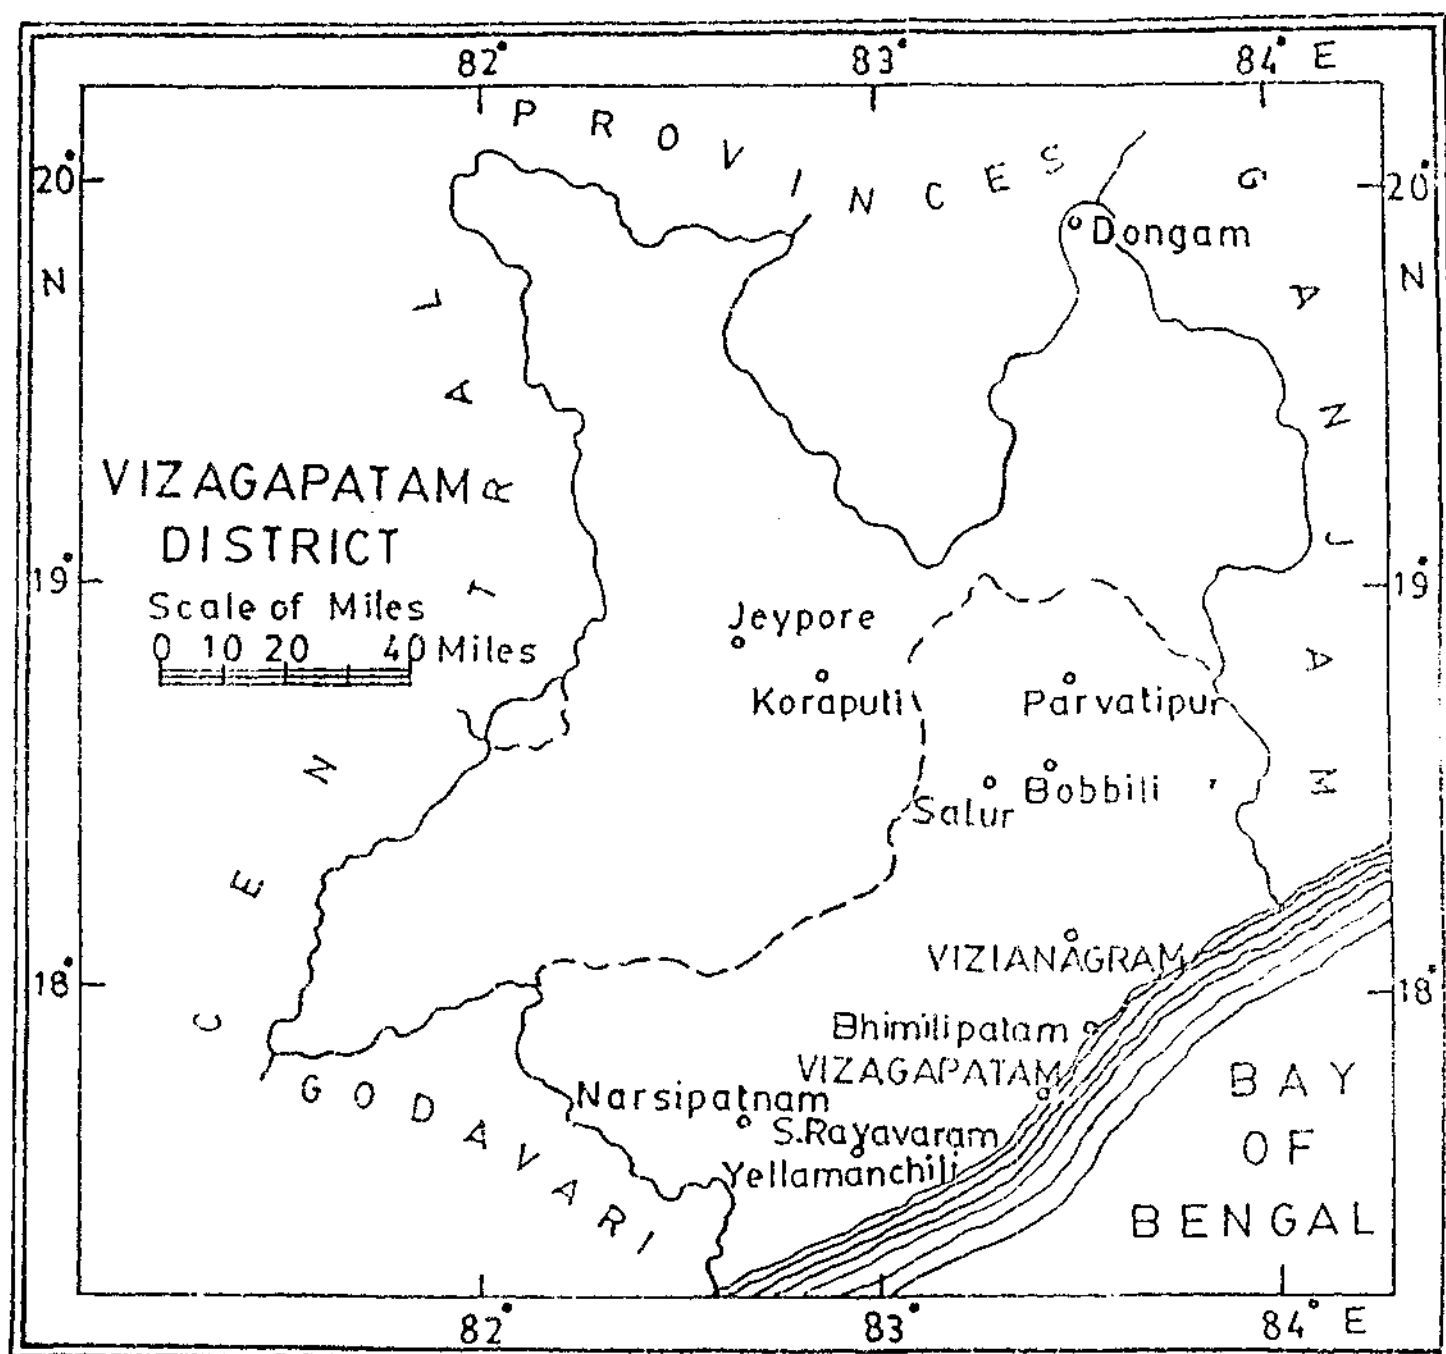 82° 83° 84° E
PROVINCES
20° 20°
N N
Dongam
GANJAM
CENTRAL
VIZAGAPATAM
DISTRICT
Scale of Miles
0 10 20 40 Miles
19° 19°
Jeypore
Koraputi
Parvatipur
Salur
Bobbili
VIZIANAGRAM
18° 18°
Bhimilipatam
VIZAGAPATAM
Narsipatnam
S.Rayavaram
Yellamanchili
GODAVARI
BAY
OF
BENGAL
82° 83° 84° E